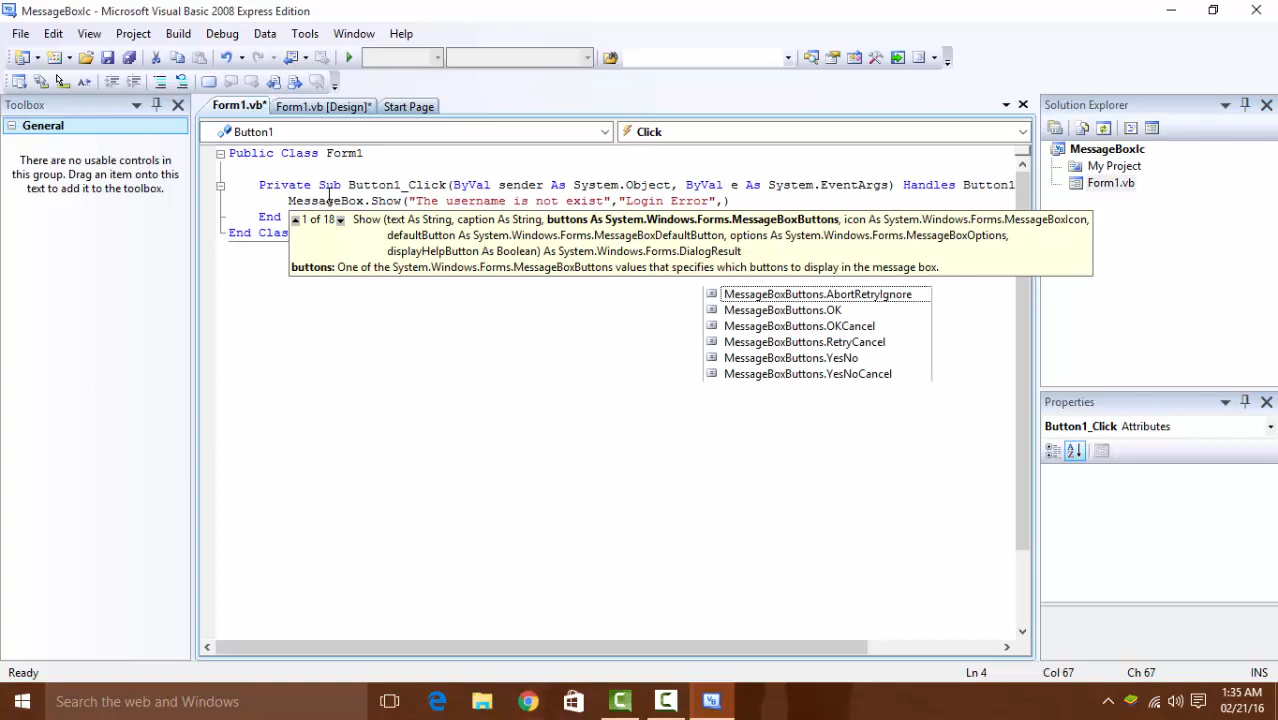 MessageBoxIc - Microsoft Visual Basic 2008 Express Edition
File Edit View Project Build Debug Data Tools Window Help
Toolbox
General
There are no usable controls in
this group. Drag an item onto this
text to add it to the toolbox.
Form1.vb* Form1.vb [Design]* Start Page
Button1 Click
Public Class Form1
Private Sub Button1_Click(ByVal sender As System.Object, ByVal e As System.EventArgs) Handles Button1
MessageBox.Show("The username is not exist","Login Error",)
End
End Clas
1 of 18 Show (text As String, caption As String, buttons As System.Windows.Forms.MessageBoxButtons, icon As System.Windows.Forms.MessageBoxIcon,
defaultButton As System.Windows.Forms.MessageBoxDefaultButton, options As System.Windows.Forms.MessageBoxOptions,
displayHelpButton As Boolean) As System.Windows.Forms.DialogResult
buttons: One of the System.Windows.Forms.MessageBoxButtons values that specifies which buttons to display in the message box.
MessageBoxButtons.AbortRetryIgnore
MessageBoxButtons.OK
MessageBoxButtons.OKCancel
MessageBoxButtons.RetryCancel
MessageBoxButtons.YesNo
MessageBoxButtons.YesNoCancel
Solution Explorer
MessageBoxIc
My Project
Form1.vb
Properties
Button1_Click Attributes
Ready Ln 4 Col 67 Ch 67 INS
Search the web and Windows
1:35 AM
02/21/16